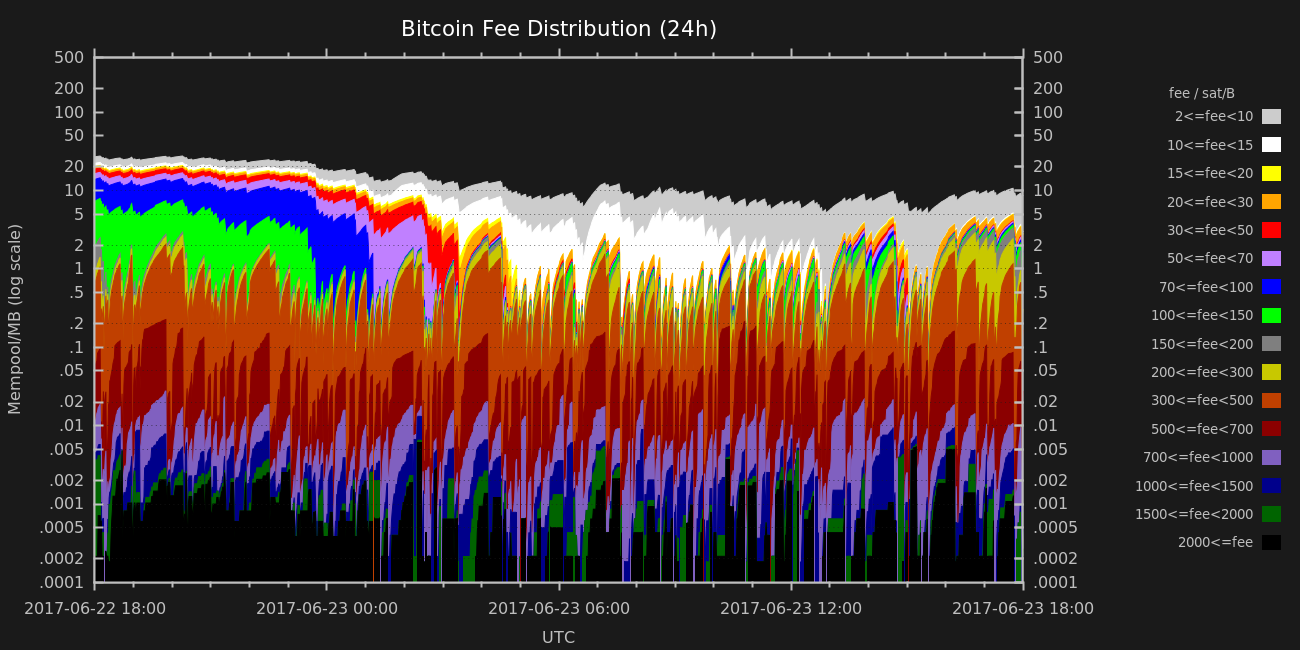 Bitcoin Fee Distribution (24h)
500 500
200 200
100 100
50 50
20 20
10 10
5 5
2 2
1 1
.5 .5
.2 .2
.1 .1
.05 .05
.02 .02
.01 .01
.005 .005
.002 .002
.001 .001
.0005 .0005
.0002 .0002
.0001 .0001
Mempool/MB (log scale)
2017-06-22 18:00 2017-06-23 00:00 2017-06-23 06:00 2017-06-23 12:00 2017-06-23 18:00
UTC
fee / sat/B
2<=fee<10
10<=fee<15
15<=fee<20
20<=fee<30
30<=fee<50
50<=fee<70
70<=fee<100
100<=fee<150
150<=fee<200
200<=fee<300
300<=fee<500
500<=fee<700
700<=fee<1000
1000<=fee<1500
1500<=fee<2000
2000<=fee